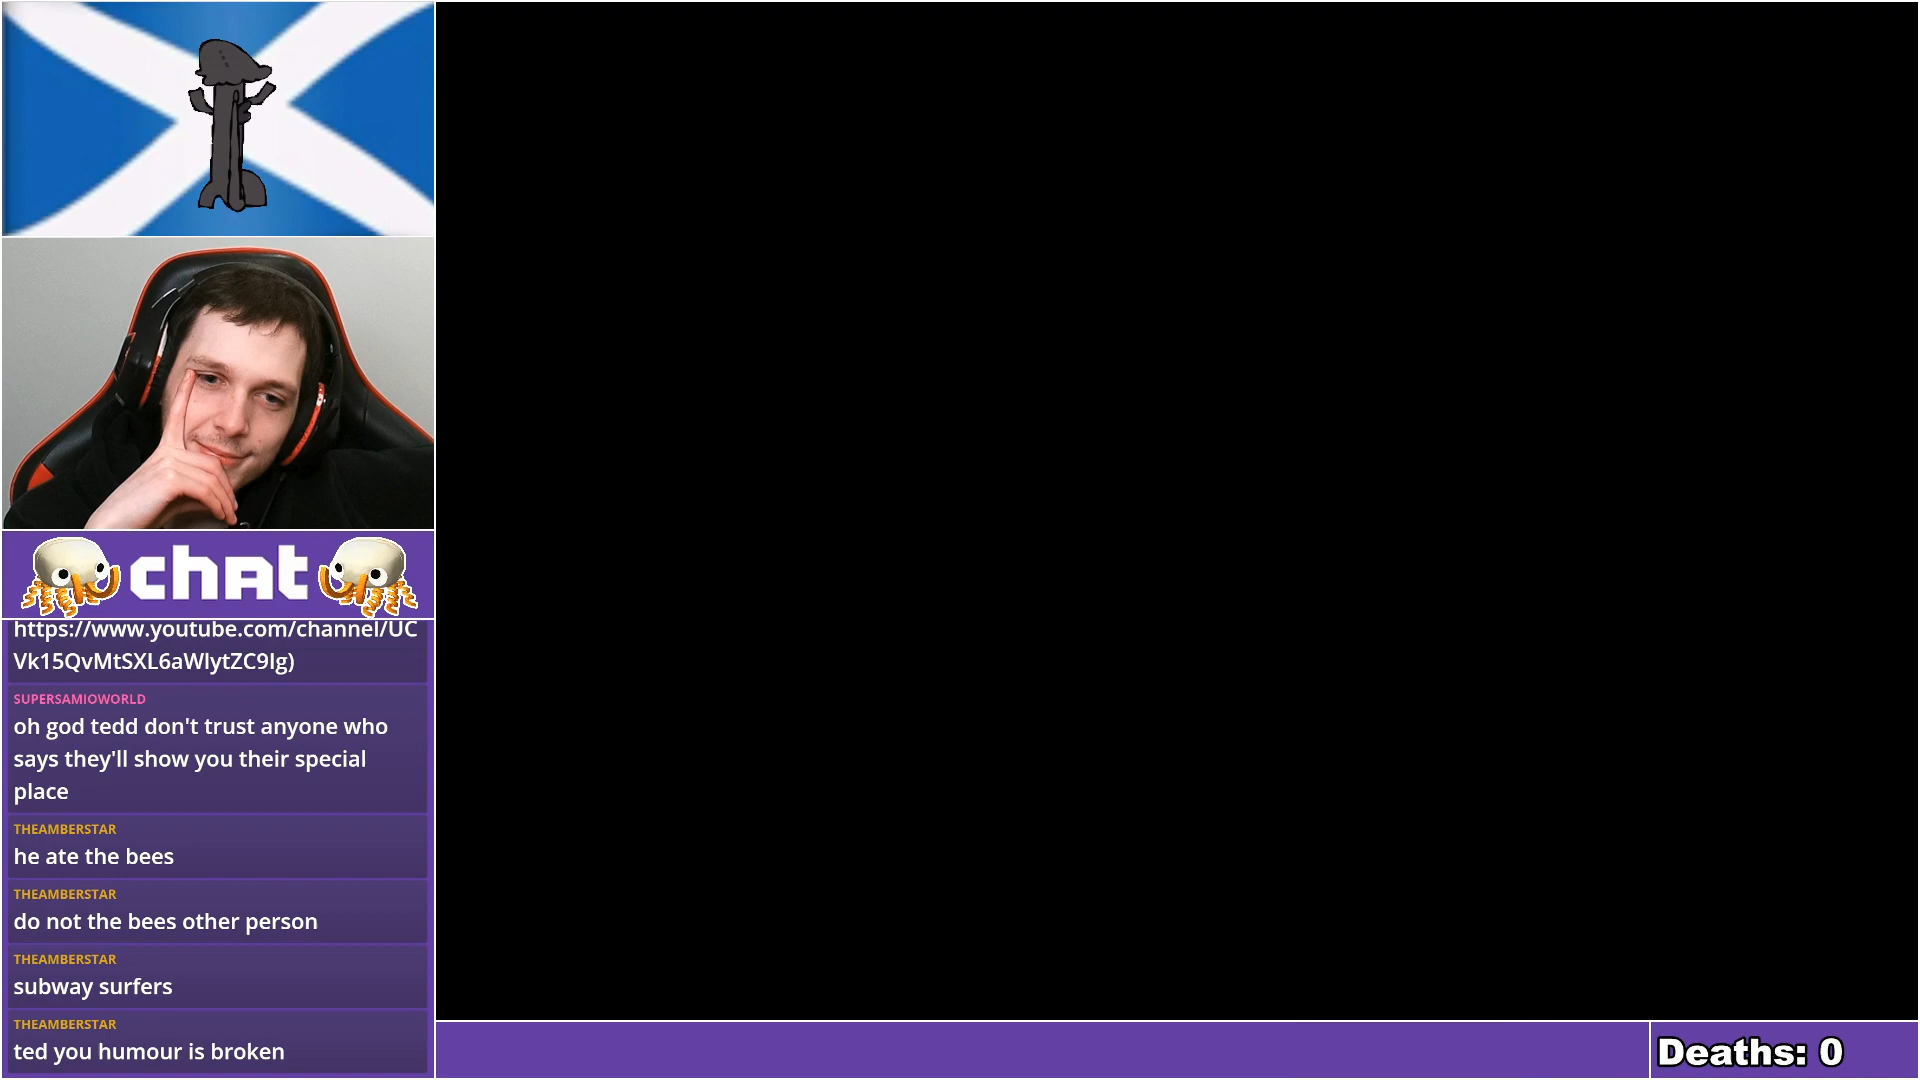 chat
https://www.youtube.com/channel/UC
Vk15QvMtSXL6aWlytZC9Ig)
SUPERSAMIOWORLD
oh god tedd don't trust anyone who
says they'll show you their special
place
THEAMBERSTAR
he ate the bees
THEAMBERSTAR
do not the bees other person
THEAMBERSTAR
subway surfers
THEAMBERSTAR
ted you humour is broken
Deaths: 0